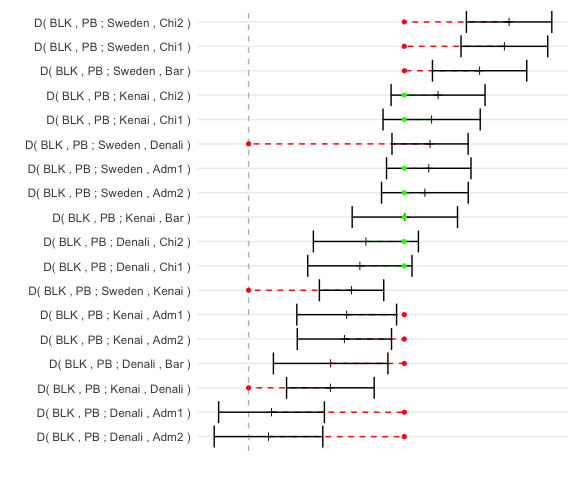 D( BLK , PB ; Sweden , Chi2 )
D( BLK , PB ; Sweden , Chi1 )
D( BLK , PB ; Sweden , Bar )
D( BLK , PB ; Kenai , Chi2 )
D( BLK , PB ; Kenai , Chi1 )
D( BLK , PB ; Sweden , Denali )
D( BLK , PB ; Sweden , Adm1 )
D( BLK , PB ; Sweden , Adm2 )
D( BLK , PB ; Kenai , Bar )
D( BLK , PB ; Denali , Chi2 )
D( BLK , PB ; Denali , Chi1 )
D( BLK , PB ; Sweden , Kenai )
D( BLK , PB ; Kenai , Adm1 )
D( BLK , PB ; Kenai , Adm2 )
D( BLK , PB ; Denali , Bar )
D( BLK , PB ; Kenai , Denali )
D( BLK , PB ; Denali , Adm1 )
D( BLK , PB ; Denali , Adm2 )